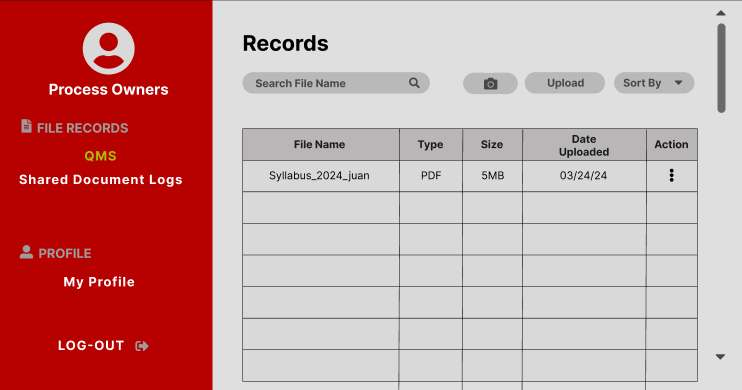 Process Owners
FILE RECORDS
QMS
Shared Document Logs
PROFILE
My Profile
LOG-OUT
Records
Search File Name
Upload
Sort By
File Name Type Size Date Uploaded Action
Syllabus_2024_juan PDF 5MB 03/24/24